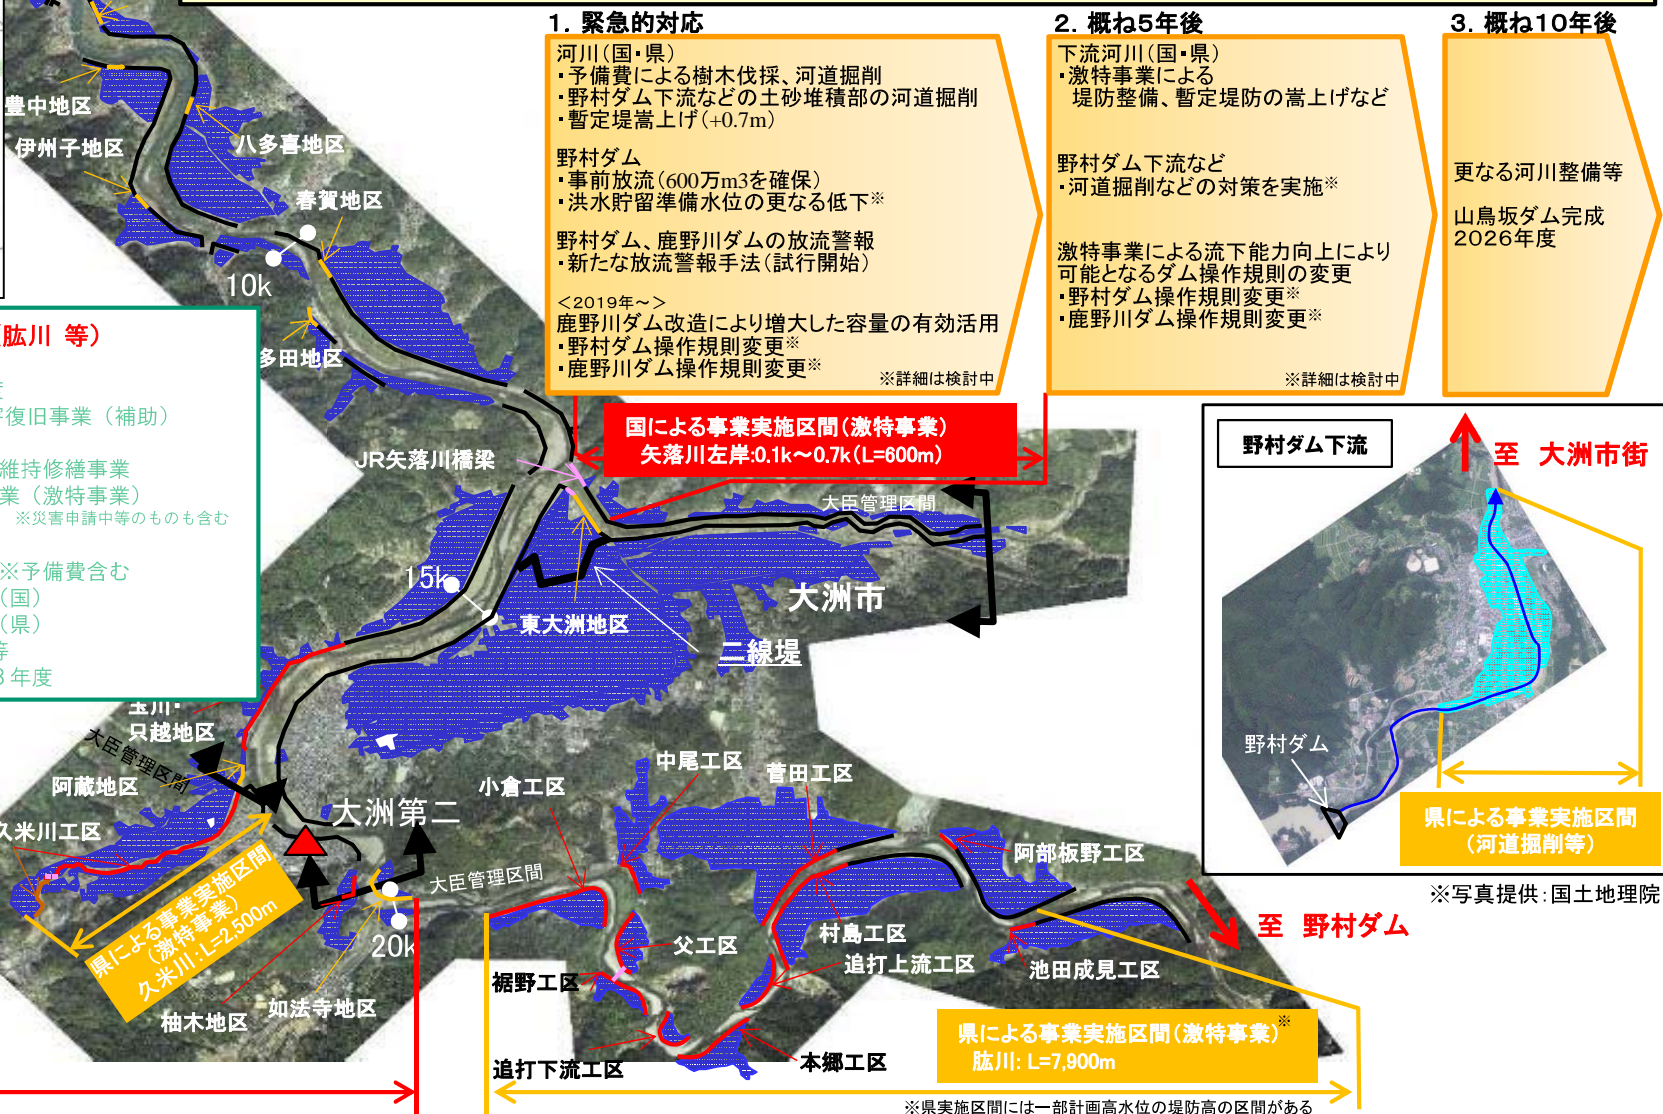 1. 緊急的対応
河川(国・県)
・予備費による樹木伐採、河道掘削
・野村ダム下流などの土砂堆積部の河道掘削
・暫定堤嵩上げ(+0.7m)
野村ダム
・事前放流(600万m3を確保)
・洪水貯留準備水位の更なる低下※
野村ダム、鹿野川ダムの放流警報
・新たな放流警報手法(試行開始)
<2019年~>
鹿野川ダム改造により増大した容量の有効活用
・野村ダム操作規則変更※
・鹿野川ダム操作規則変更※
※詳細は検討中
2. 概ね5年後
下流河川(国・県)
・激特事業による
堤防整備、暫定堤防の嵩上げなど
野村ダム下流など
・河道掘削などの対策を実施※
激特事業による流下能力向上により
可能となるダム操作規則の変更
・野村ダム操作規則変更※
・鹿野川ダム操作規則変更※
※詳細は検討中
3. 概ね10年後
更なる河川整備等
山鳥坂ダム完成
2026年度
豊中地区
伊州子地区
八多喜地区
春賀地区
10k
多田地区
肱川 等)
復旧事業(補助)
維持修繕事業
業(激特事業)
※災害申請中等のものも含む
※予備費含む
(国)
(県)
等
年度
JR矢落川橋梁
国による事業実施区間(激特事業)
矢落川左岸:0.1k~0.7k(L=600m)
大臣管理区間
15k
東大洲地区
大洲市
二線堤
玉川・
只越地区
大臣管理区間
阿蔵地区
久米川工区
大洲第二
県による事業実施区間
(激特事業)
久米川:L=2,500m
大臣管理区間
20k
柚木地区
如法寺地区
小倉工区
中尾工区
菅田工区
阿部板野工区
父工区
村島工区
追打上流工区
裾野工区
池田成見工区
追打下流工区
本郷工区
至 野村ダム
県による事業実施区間(激特事業)※
肱川: L=7,900m
※県実施区間には一部計画高水位の堤防高の区間がある
野村ダム下流
至 大洲市街
野村ダム
県による事業実施区間
(河道掘削等)
※写真提供:国土地理院